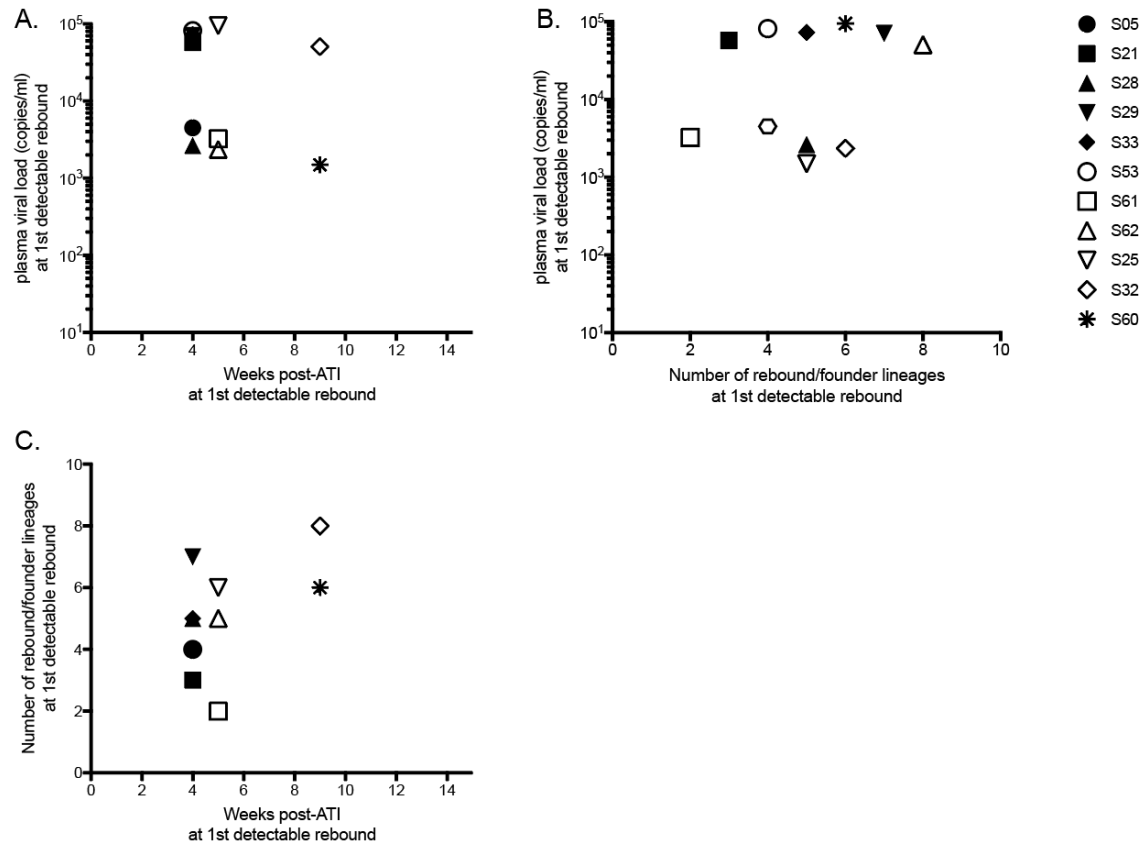 A.
10⁵
10⁴
10³
10²
10¹
plasma viral load (copies/ml)
at 1st detectable rebound
0 2 4 6 8 10 12 14
Weeks post-ATI
at 1st detectable rebound
B.
10⁵
10⁴
10³
10²
10¹
plasma viral load (copies/ml)
at 1st detectable rebound
0 2 4 6 8 10
Number of rebound/founder lineages
at 1st detectable rebound
S05
S21
S28
S29
S33
S53
S61
S62
S25
S32
S60
C.
10
8
6
4
2
0
Number of rebound/founder lineages
at 1st detectable rebound
0 2 4 6 8 10 12 14
Weeks post-ATI
at 1st detectable rebound